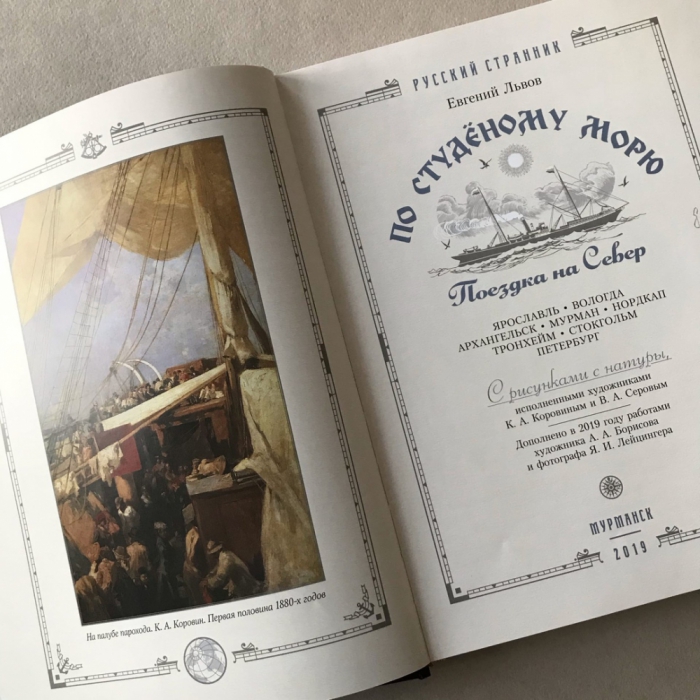 На палубе парохода. К. А. Коровин. Первая половина 1880-х годов
РУССКИЙ СТРАННИК
Евгений Львов
ПО СТУДЁНОМУ МОРЮ
Поездка на Север
ЯРОСЛАВЛЬ • ВОЛОГДА
АРХАНГЕЛЬСК • МУРМАН • НОРДКАП
ТРОНХЕЙМ • СТОКГОЛЬМ
ПЕТЕРБУРГ
С рисунками с натуры,
исполненными художниками
К. А. Коровиным и В. А. Серовым
Дополнено в 2019 году работами
художника А. А. Борисова
и фотографа Я. И. Лейцингера
МУРМАНСК
2019